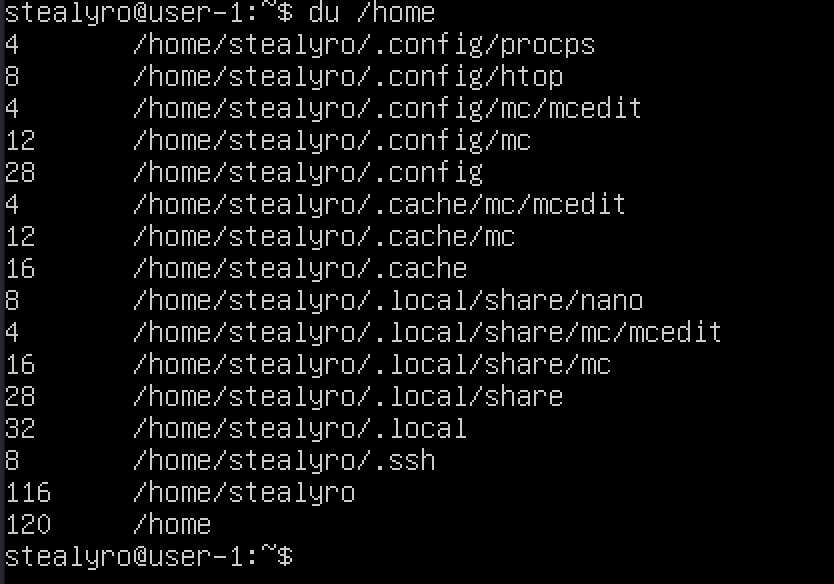 stealyro@user-1:~$ du /home
4 /home/stealyro/.config/procps
8 /home/stealyro/.config/htop
4 /home/stealyro/.config/mc/mcedit
12 /home/stealyro/.config/mc
28 /home/stealyro/.config
4 /home/stealyro/.cache/mc/mcedit
12 /home/stealyro/.cache/mc
16 /home/stealyro/.cache
8 /home/stealyro/.local/share/nano
4 /home/stealyro/.local/share/mc/mcedit
16 /home/stealyro/.local/share/mc
28 /home/stealyro/.local/share
32 /home/stealyro/.local
8 /home/stealyro/.ssh
116 /home/stealyro
120 /home
stealyro@user-1:~$